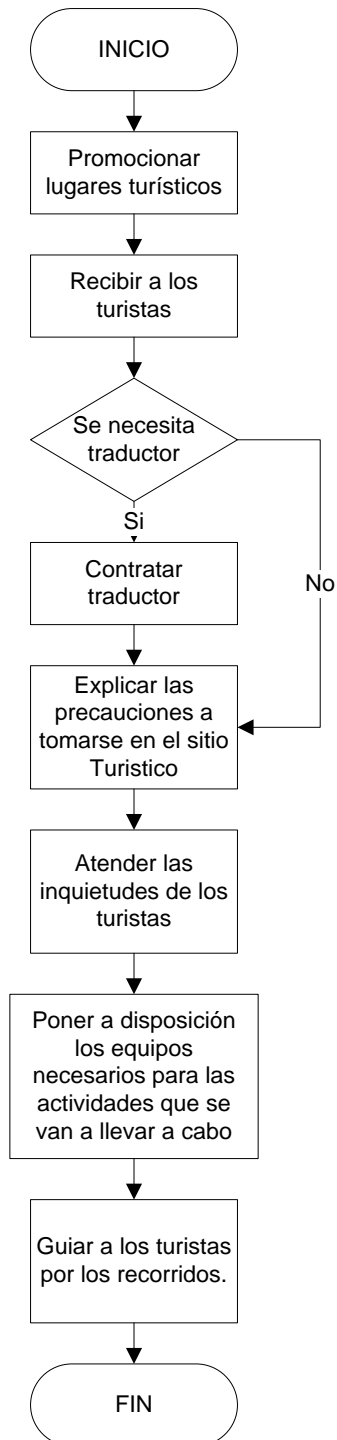 INICIO
Promocionar
lugares turísticos
Recibir a los
turistas
Se necesita
traductor
Si
Contratar
traductor
No
Explicar las
precauciones a
tomarse en el sitio
Turistico
Atender las
inquietudes de los
turistas
Poner a disposición
los equipos
necesarios para las
actividades que se
van a llevar a cabo
Guiar a los turistas
por los recorridos.
FIN